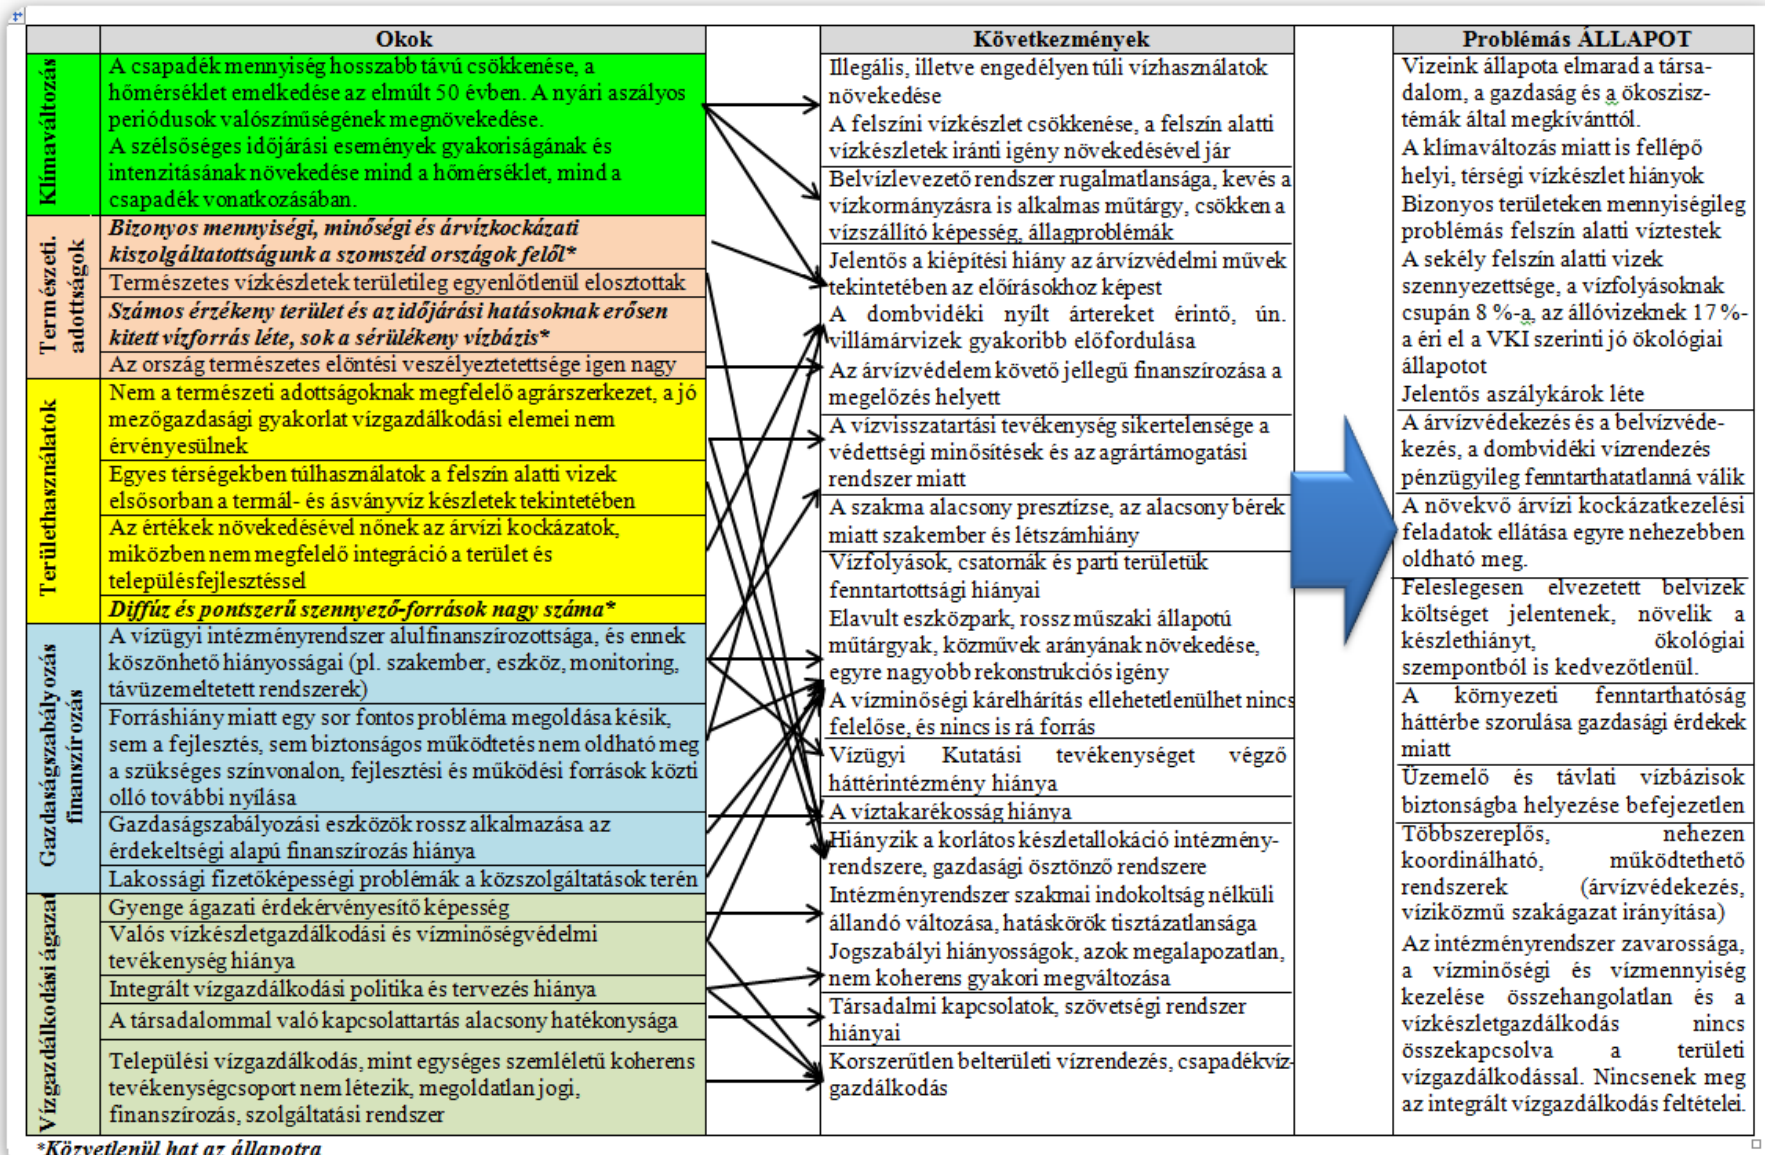 Okok
Következmények
Problémás ÁLLAPOT
Klímaváltozás
A csapadék mennyiség hosszabb távú csökkenése, a
hőmérséklet emelkedése az elmúlt 50 évben. A nyári aszályos
periódusok valószínűségének megnövekedése.
A szélsőséges időjárási események gyakoriságának és
intenzitásának növekedése mind a hőmérséklet, mind a
csapadék vonatkozásában.
Természeti.
adottságok
Bizonyos mennyiségi, minőségi és árvízkockázati
kiszolgáltatottságunk a szomszéd országok felől*
Természetes vízkészletek területileg egyenlőtlenül elosztottak
Számos érzékeny terület és az időjárási hatásoknak erősen
kitett vízforrás léte, sok a sérülékeny vízbázis*
Az ország természetes elöntési veszélyeztetettsége igen nagy
Területhasználatok
Nem a természeti adottságoknak megfelelő agrárszerkezet, a jó
mezőgazdasági gyakorlat vízgazdálkodási elemei nem
érvényesülnek
Egyes térségekben túlhasználatok a felszín alatti vizek
elsősorban a termál- és ásványvíz készletek tekintetében
Az értékek növekedésével nőnek az árvízi kockázatok,
miközben nem megfelelő integráció a terület és
településfejlesztéssel
Diffúz és pontszerű szennyező-források nagy száma*
Gazdaságszabályozás
finanszírozás
A vízügyi intézményrendszer alulfinanszírozottsága, és ennek
köszönhető hiányosságai (pl. szakember, eszköz, monitoring,
távüzemeltetett rendszerek)
Forráshiány miatt egy sor fontos probléma megoldása késik,
sem a fejlesztés, sem biztonságos működtetés nem oldható meg
a szükséges színvonalon, fejlesztési és működési források közti
olló további nyílása
Gazdaságszabályozási eszközök rossz alkalmazása az
érdekeltségi alapú finanszírozás hiánya
Lakossági fizetőképességi problémák a közszolgáltatások terén
Vízgazdálkodási ágazat
Gyenge ágazati érdekérvényesítő képesség
Valós vízkészletgazdálkodási és vízminőségvédelmi
tevékenység hiánya
Integrált vízgazdálkodási politika és tervezés hiánya
A társadalommal való kapcsolattartás alacsony hatékonysága
Települési vízgazdálkodás, mint egységes szemléletű koherens
tevékenységcsoport nem létezik, megoldatlan jogi,
finanszírozás, szolgáltatási rendszer
Illegális, illetve engedélyen túli vízhasználatok
növekedése
A felszíni vízkészlet csökkenése, a felszín alatti
vízkészletek iránti igény növekedésével jár
Belvízlevezető rendszer rugalmatlansága, kevés a
vízkormányzásra is alkalmas műtárgy, csökken a
vízszállító képesség, állagproblémák
Jelentős a kiépítési hiány az árvízvédelmi művek
tekintetében az előírásokhoz képest
A dombvidéki nyílt ártereket érintő, ún.
villámárvizek gyakoribb előfordulása
Az árvízvédelem követő jellegű finanszírozása a
megelőzés helyett
A vízvisszatartási tevékenység sikertelensége a
védettségi minősítések és az agrártámogatási
rendszer miatt
A szakma alacsony presztízse, az alacsony bérek
miatt szakember és létszámhiány
Vízfolyások, csatornák és parti területük
fenntartottsági hiányai
Elavult eszközpark, rossz műszaki állapotú
műtárgyak, közművek arányának növekedése,
egyre nagyobb rekonstrukciós igény
A vízminőségi kárelhárítás ellehetetlenülhet nincs
felelőse, és nincs is rá forrás
Vízügyi Kutatási tevékenységet végző
háttérintézmény hiánya
A víztakarékosság hiánya
Hiányzik a korlátos készletallokáció intézmény-
rendszere, gazdasági ösztönző rendszere
Intézményrendszer szakmai indokoltság nélküli
állandó változása, hatáskörök tisztázatlansága
Jogszabályi hiányosságok, azok megalapozatlan,
nem koherens gyakori megváltozása
Társadalmi kapcsolatok, szövetségi rendszer
hiányai
Korszerűtlen belterületi vízrendezés, csapadékvíz-
gazdálkodás
Vizeink állapota elmarad a társa-
dalom, a gazdaság és a ökoszisz-
témák által megkívánttól.
A klímaváltozás miatt is fellépő
helyi, térségi vízkészlet hiányok
Bizonyos területeken mennyiségileg
problémás felszín alatti víztestek
A sekély felszín alatti vizek
szennyezettsége, a vízfolyásoknak
csupán 8 %-a, az állóvizeknek 17 %-
a éri el a VKI szerinti jó ökológiai
állapotot
Jelentős aszálykárok léte
A árvízvédekezés és a belvízvéde-
kezés, a dombvidéki vízrendezés
pénzügyileg fenntarthatatlanná válik
A növekvő árvízi kockázatkezelési
feladatok ellátása egyre nehezebben
oldható meg.
Feleslegesen elvezetett belvizek
költséget jelentenek, növelik a
készlethiányt, ökológiai
szempontból is kedvezőtlenül.
A környezeti fenntarthatóság
háttérbe szorulása gazdasági érdekek
miatt
Üzemelő és távlati vízbázisok
biztonságba helyezése befejezetlen
Többszereplős, nehezen
koordinálható, működtethető
rendszerek (árvízvédekezés,
víziközmű szakágazat irányítása)
Az intézményrendszer zavarossága,
a vízminőségi és vízmennyiség
kezelése összehangolatlan és a
vízkészletgazdálkodás nincs
összekapcsolva a területi
vízgazdálkodással. Nincsenek meg
az integrált vízgazdálkodás feltételei.
*Közvetlenül hat az állapotra